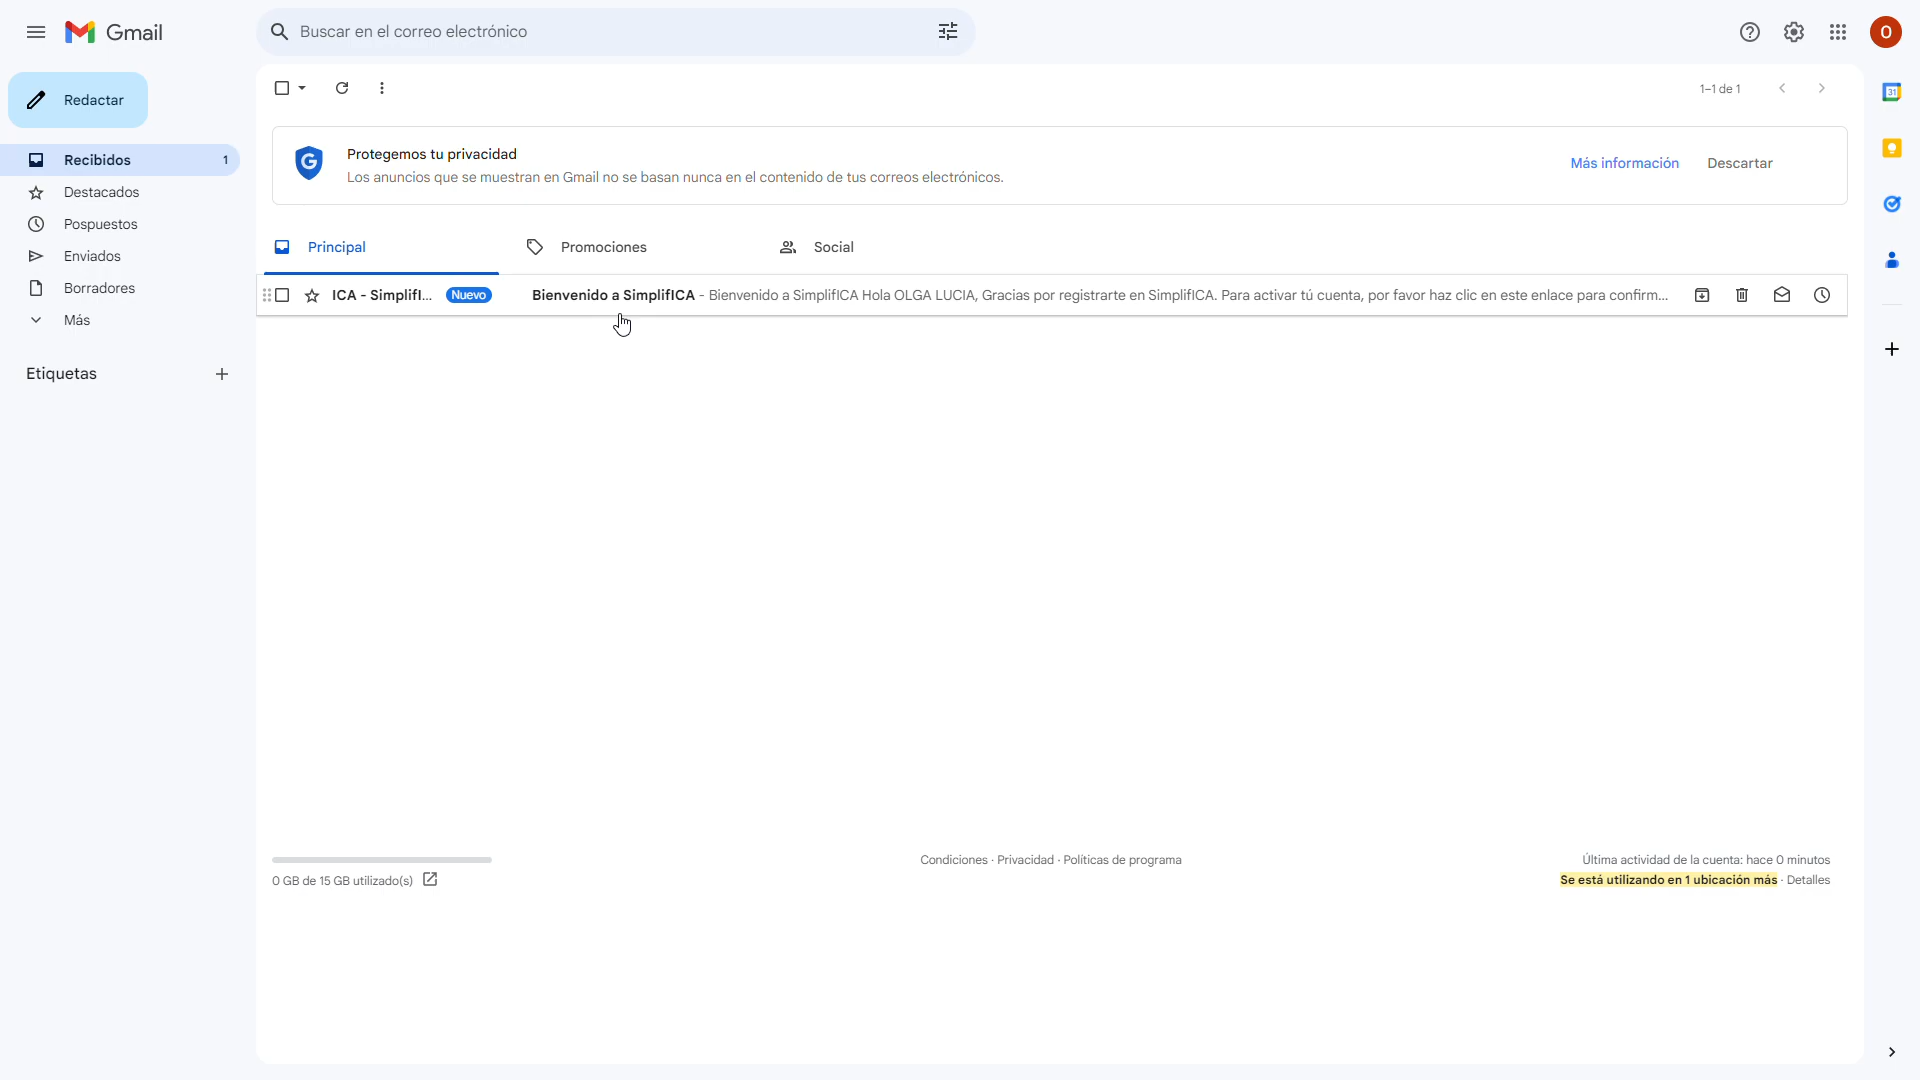 Gmail
Buscar en el correo electrónico
O
Redactar
1–1 de 1
31
Recibidos 1
Destacados
Pospuestos
Enviados
Borradores
Más
Etiquetas
G
Protegemos tu privacidad
Los anuncios que se muestran en Gmail no se basan nunca en el contenido de tus correos electrónicos.
Más información
Descartar
Principal
Promociones
Social
ICA - SimplifI... Nuevo Bienvenido a SimplifICA - Bienvenido a SimplifICA Hola OLGA LUCIA, Gracias por registrarte en SimplifICA. Para activar tú cuenta, por favor haz clic en este enlace para confirm...
0 GB de 15 GB utilizado(s)
Condiciones · Privacidad · Políticas de programa
Última actividad de la cuenta: hace 0 minutos
Se está utilizando en 1 ubicación más · Detalles